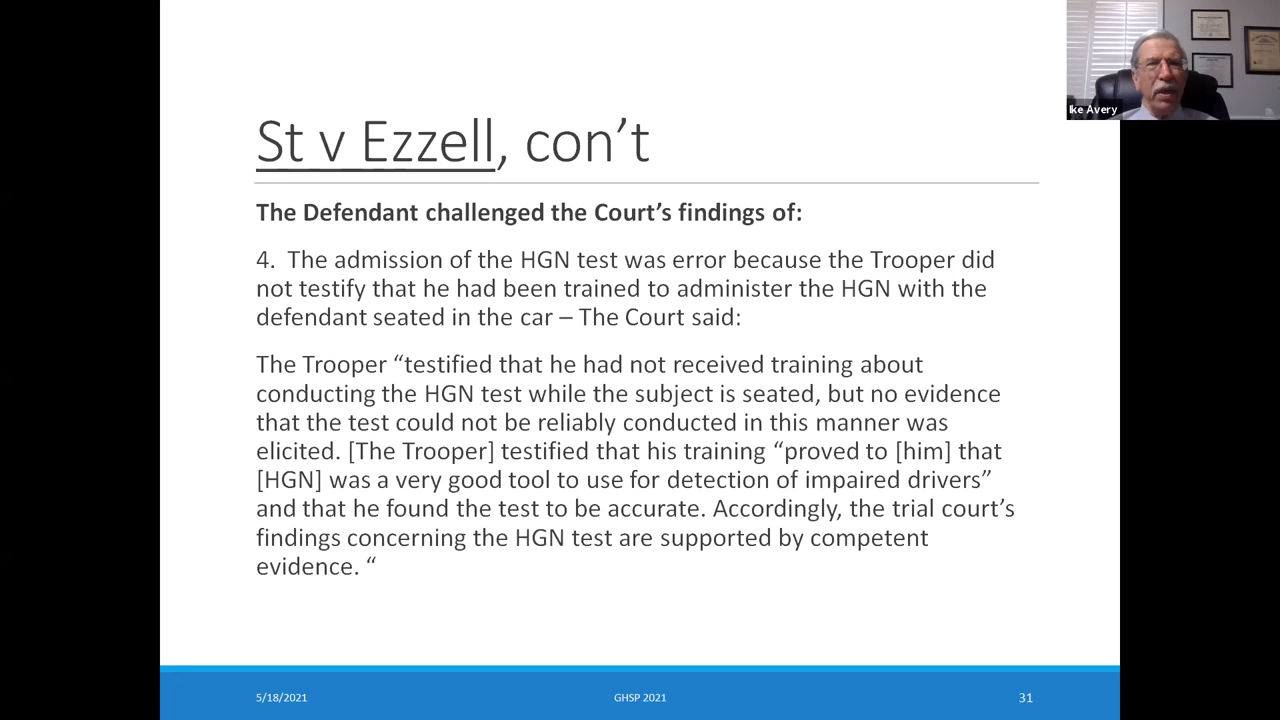 Ike Avery
St v Ezzell, con’t
The Defendant challenged the Court’s findings of:
4. The admission of the HGN test was error because the Trooper did
not testify that he had been trained to administer the HGN with the
defendant seated in the car – The Court said:
The Trooper “testified that he had not received training about
conducting the HGN test while the subject is seated, but no evidence
that the test could not be reliably conducted in this manner was
elicited. [The Trooper] testified that his training “proved to [him] that
[HGN] was a very good tool to use for detection of impaired drivers”
and that he found the test to be accurate. Accordingly, the trial court’s
findings concerning the HGN test are supported by competent
evidence. “
5/18/2021
GHSP 2021
31